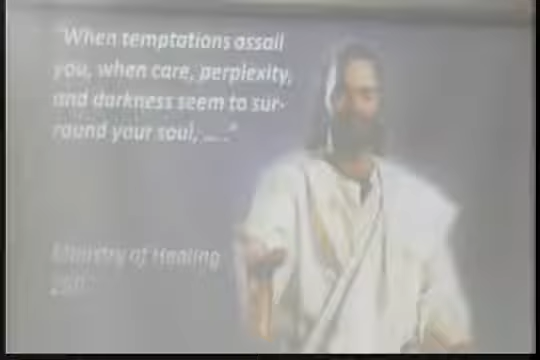 "When temptations assail
you, when care, perplexity,
and darkness seem to sur-
round your soul, ...."
Ministry of Healing